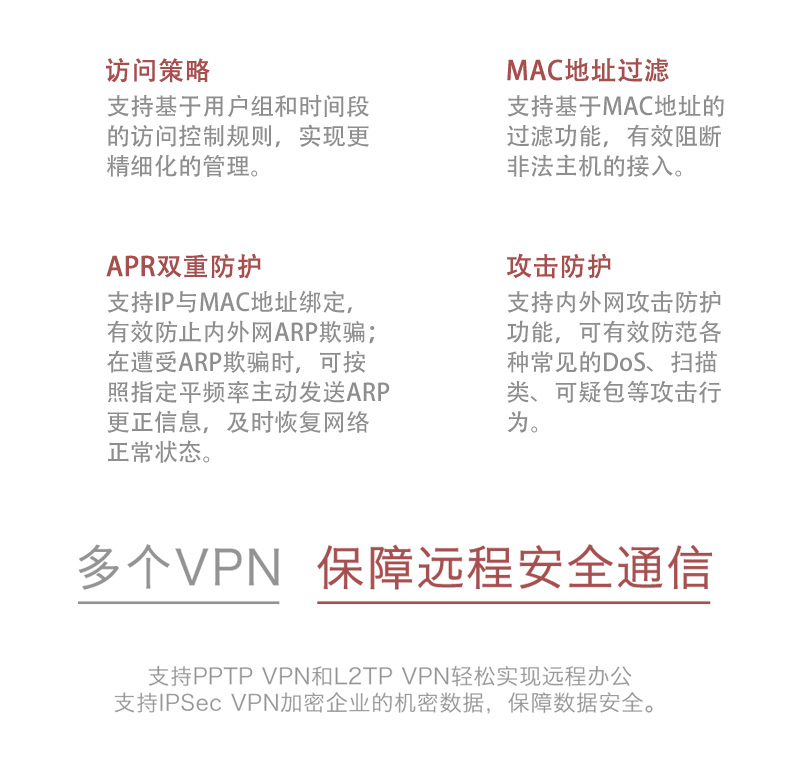 访问策略
支持基于用户组和时间段
的访问控制规则，实现更
精细化的管理。
MAC地址过滤
支持基于MAC地址的
过滤功能，有效阻断
非法主机的接入。
APR双重防护
支持IP与MAC地址绑定，
有效防止内外网ARP欺骗；
在遭受ARP欺骗时，可按
照指定平频率主动发送ARP
更正信息，及时恢复网络
正常状态。
攻击防护
支持内外网攻击防护
功能，可有效防范各
种常见的DoS、扫描
类、可疑包等攻击行
为。
多个VPN 保障远程安全通信
支持PPTP VPN和L2TP VPN轻松实现远程办公
支持IPSec VPN加密企业的机密数据，保障数据安全。